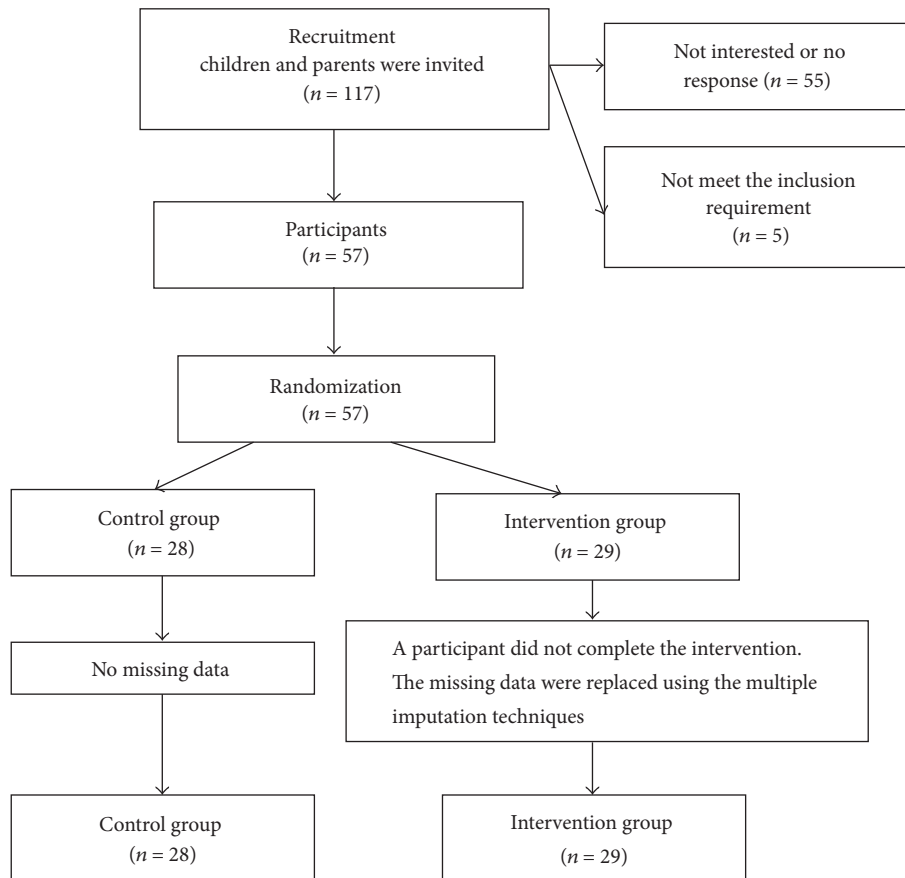 Recruitment
children and parents were invited
(n = 117)
Not interested or no
response (n = 55)
Not meet the inclusion
requirement
(n = 5)
Participants
(n = 57)
Randomization
(n = 57)
Control group
(n = 28)
Intervention group
(n = 29)
No missing data
A participant did not complete the intervention.
The missing data were replaced using the multiple
imputation techniques
Control group
(n = 28)
Intervention group
(n = 29)